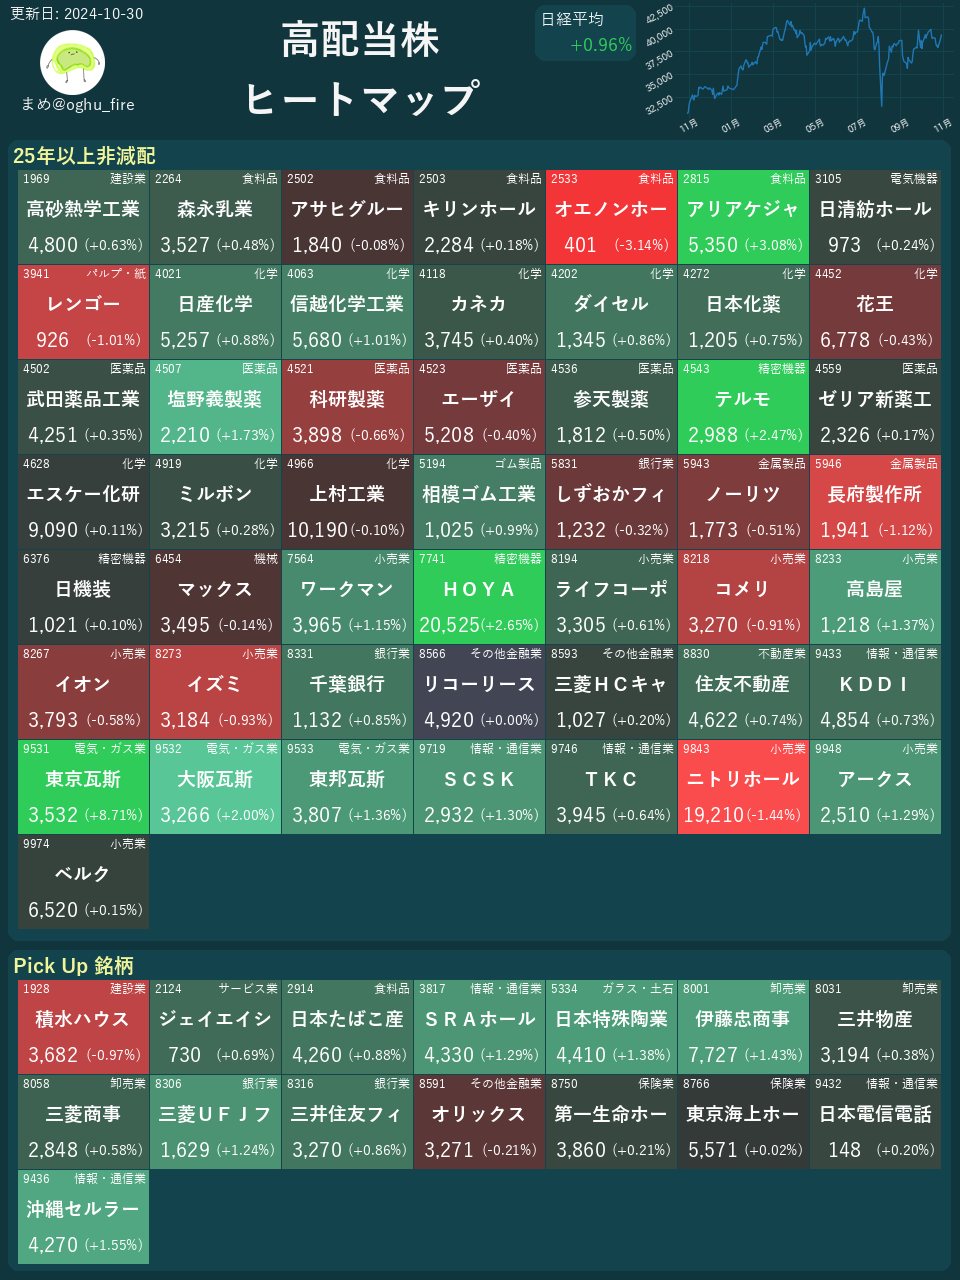 更新日: 2024-10-30
まめ@oghu_fire
高配当株
ヒートマップ
日経平均
+0.96%
42,500
40,000
37,500
35,000
32,500
11月 01月 03月 05月 07月 09月 11月
25年以上非減配
1969 建設業 2264 食料品 2502 食料品 2503 食料品 2533 食料品 2815 食料品 3105 電気機器
高砂熱学工業 森永乳業 アサヒグルー キリンホール オエノンホー アリアケジャ 日清紡ホール
4,800 (+0.63%) 3,527 (+0.48%) 1,840 (-0.08%) 2,284 (+0.18%) 401 (-3.14%) 5,350 (+3.08%) 973 (+0.24%)
3941 パルプ・紙 4021 化学 4063 化学 4118 化学 4202 化学 4272 化学 4452 化学
レンゴー 日産化学 信越化学工業 カネカ ダイセル 日本化薬 花王
926 (-1.01%) 5,257 (+0.88%) 5,680 (+1.01%) 3,745 (+0.40%) 1,345 (+0.86%) 1,205 (+0.75%) 6,778 (-0.43%)
4502 医薬品 4507 医薬品 4521 医薬品 4523 医薬品 4536 医薬品 4543 精密機器 4559 医薬品
武田薬品工業 塩野義製薬 科研製薬 エーザイ 参天製薬 テルモ ゼリア新薬工
4,251 (+0.35%) 2,210 (+1.73%) 3,898 (-0.66%) 5,208 (-0.40%) 1,812 (+0.50%) 2,988 (+2.47%) 2,326 (+0.17%)
4628 化学 4919 化学 4966 化学 5194 ゴム製品 5831 銀行業 5943 金属製品 5946 金属製品
エスケー化研 ミルボン 上村工業 相模ゴム工業 しずおかフィ ノーリツ 長府製作所
9,090 (+0.11%) 3,215 (+0.28%) 10,190 (-0.10%) 1,025 (+0.99%) 1,232 (-0.32%) 1,773 (-0.51%) 1,941 (-1.12%)
6376 精密機器 6454 機械 7564 小売業 7741 精密機器 8194 小売業 8218 小売業 8233 小売業
日機装 マックス ワークマン ＨＯＹＡ ライフコーポ コメリ 高島屋
1,021 (+0.10%) 3,495 (-0.14%) 3,965 (+1.15%) 20,525 (+2.65%) 3,305 (+0.61%) 3,270 (-0.91%) 1,218 (+1.37%)
8267 小売業 8273 小売業 8331 銀行業 8566 その他金融業 8593 その他金融業 8830 不動産業 9433 情報・通信業
イオン イズミ 千葉銀行 リコーリース 三菱ＨＣキャ 住友不動産 ＫＤＤＩ
3,793 (-0.58%) 3,184 (-0.93%) 1,132 (+0.85%) 4,920 (+0.00%) 1,027 (+0.20%) 4,622 (+0.74%) 4,854 (+0.73%)
9531 電気・ガス業 9532 電気・ガス業 9533 電気・ガス業 9719 情報・通信業 9746 情報・通信業 9843 小売業 9948 小売業
東京瓦斯 大阪瓦斯 東邦瓦斯 ＳＣＳＫ ＴＫＣ ニトリホール アークス
3,532 (+8.71%) 3,266 (+2.00%) 3,807 (+1.36%) 2,932 (+1.30%) 3,945 (+0.64%) 19,210 (-1.44%) 2,510 (+1.29%)
9974 小売業
ベルク
6,520 (+0.15%)
Pick Up 銘柄
1928 建設業 2124 サービス業 2914 食料品 3817 情報・通信業 5334 ガラス・土石 8001 卸売業 8031 卸売業
積水ハウス ジェイエイシ 日本たばこ産 ＳＲＡホール 日本特殊陶業 伊藤忠商事 三井物産
3,682 (-0.97%) 730 (+0.69%) 4,260 (+0.88%) 4,330 (+1.29%) 4,410 (+1.38%) 7,727 (+1.43%) 3,194 (+0.38%)
8058 卸売業 8306 銀行業 8316 銀行業 8591 その他金融業 8750 保険業 8766 保険業 9432 情報・通信業
三菱商事 三菱ＵＦＪフ 三井住友フィ オリックス 第一生命ホー 東京海上ホー 日本電信電話
2,848 (+0.58%) 1,629 (+1.24%) 3,270 (+0.86%) 3,271 (-0.21%) 3,860 (+0.21%) 5,571 (+0.02%) 148 (+0.20%)
9436 情報・通信業
沖縄セルラー
4,270 (+1.55%)